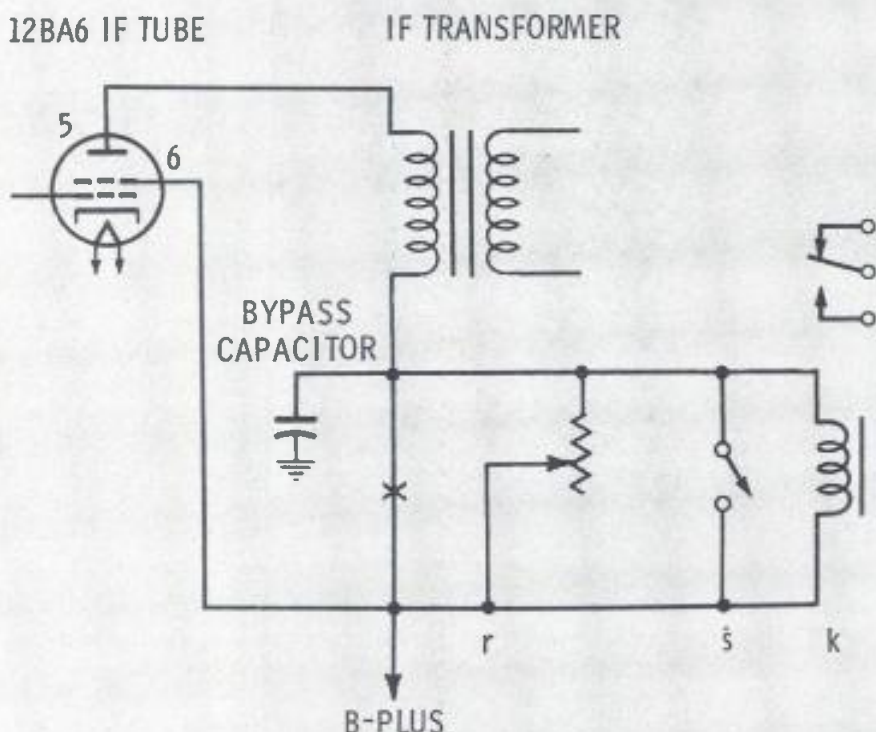 12BA6 IF TUBE
IF TRANSFORMER
5
6
BYPASS
CAPACITOR
r
s
k
B-PLUS